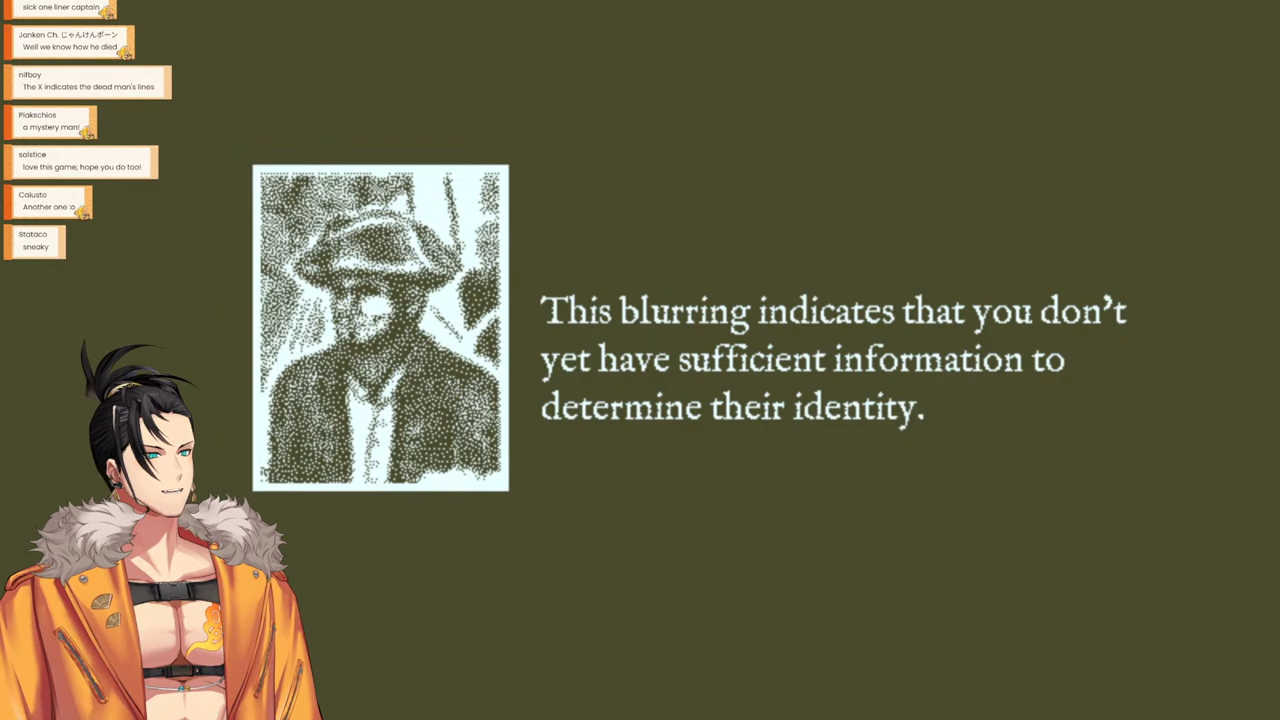 sick one liner captain
Janken Ch. じゃんけんポーン
Well we know how he died
nifboy
The X indicates the dead man's lines
Piakschios
a mystery man!
solstice
love this game; hope you do too!
Caiusto
Another one :o
Stataco
sneaky
This blurring indicates that you don't
yet have sufficient information to
determine their identity.